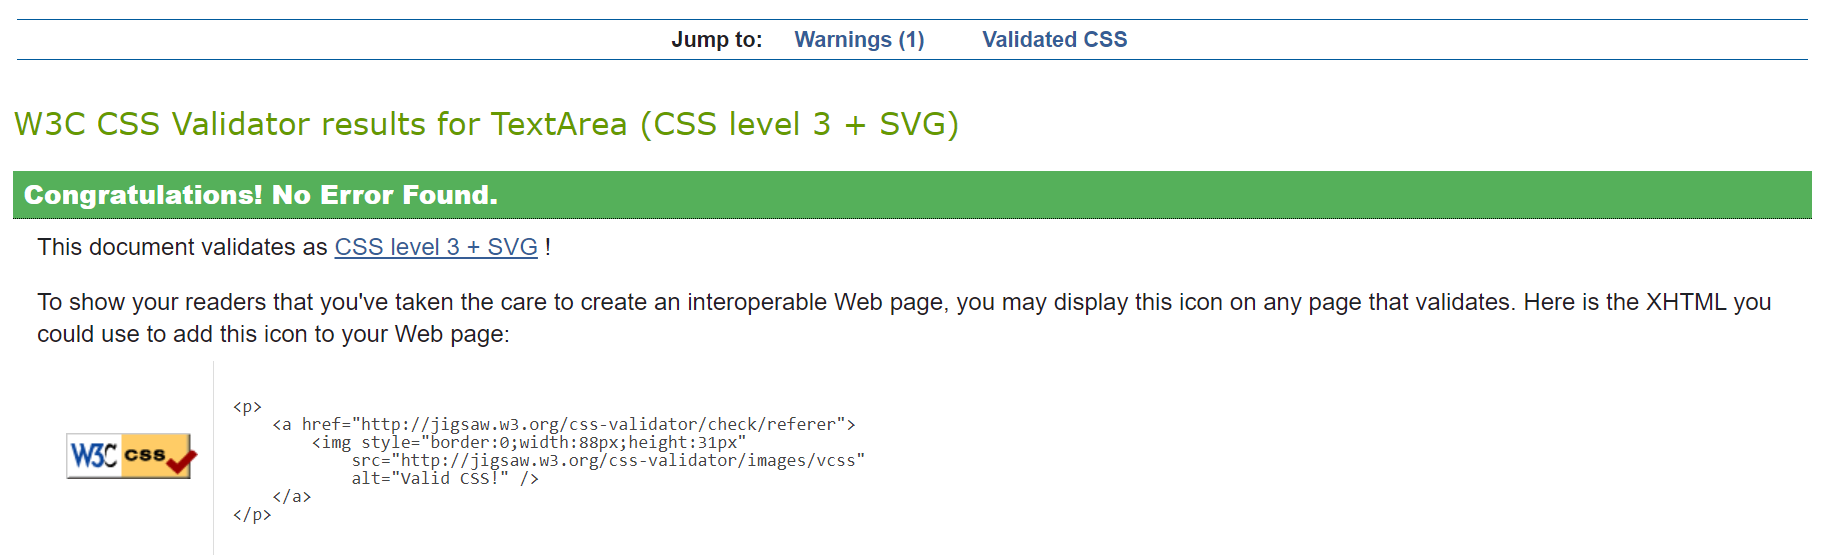 Jump to: Warnings (1) Validated CSS
W3C CSS Validator results for TextArea (CSS level 3 + SVG)
Congratulations! No Error Found.
This document validates as CSS level 3 + SVG !
To show your readers that you've taken the care to create an interoperable Web page, you may display this icon on any page that validates. Here is the XHTML you
could use to add this icon to your Web page:
W3C css
<p>
    <a href="http://jigsaw.w3.org/css-validator/check/referer">
        <img style="border:0;width:88px;height:31px"
            src="http://jigsaw.w3.org/css-validator/images/vcss"
            alt="Valid CSS!" />
    </a>
</p>